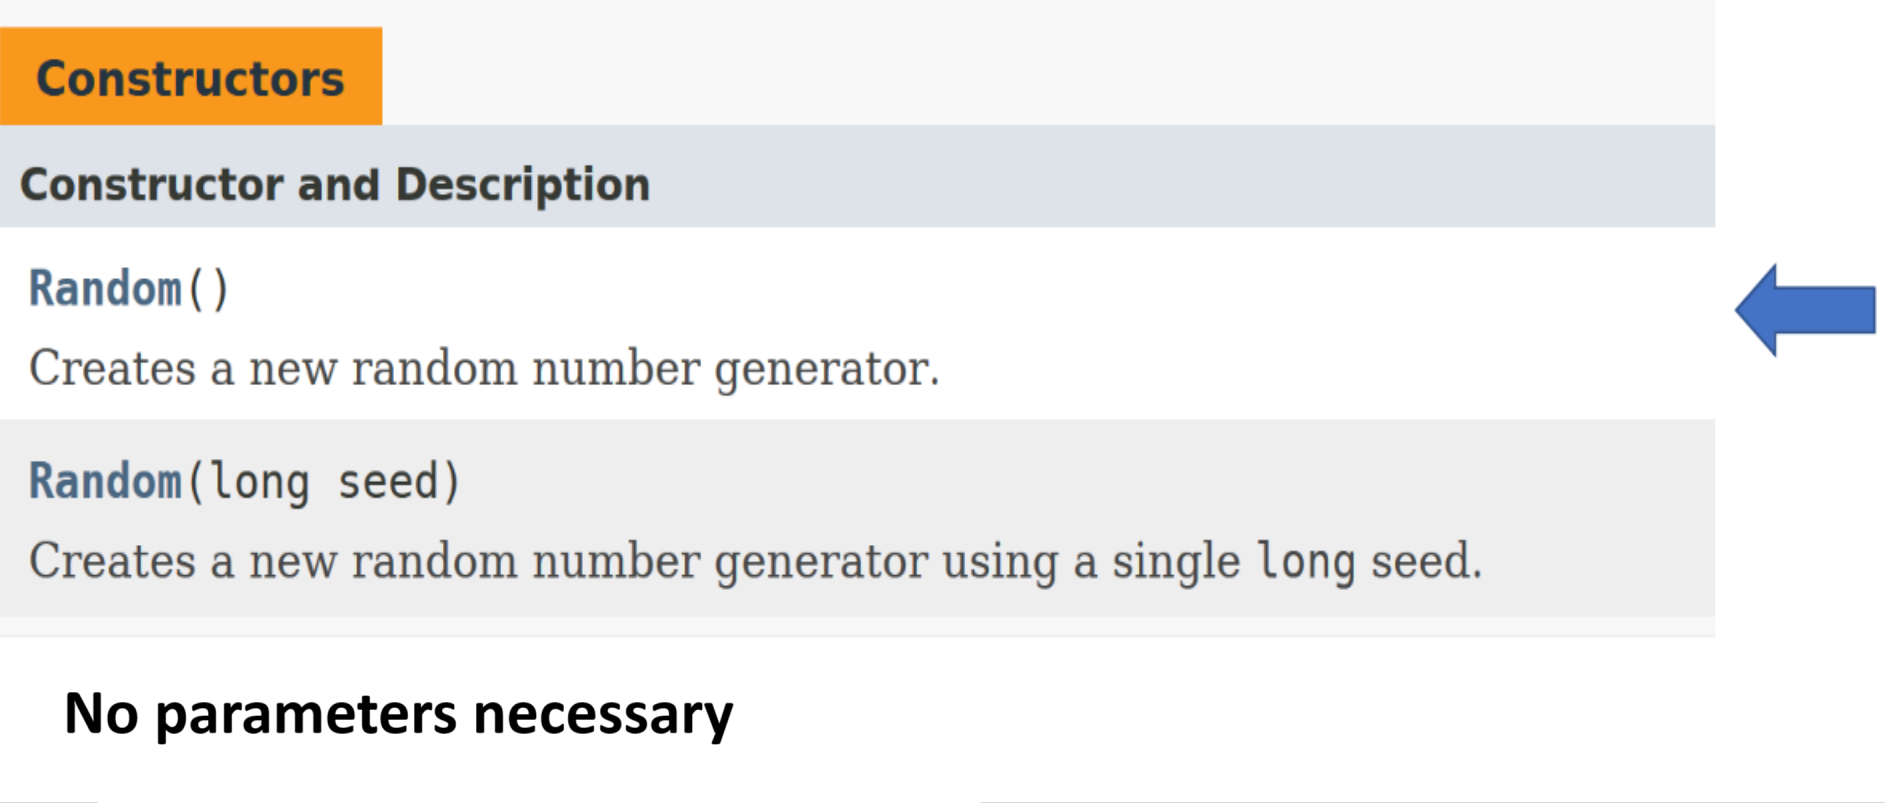 Constructors
Constructor and Description
Random()
Creates a new random number generator.
Random(long seed)
Creates a new random number generator using a single long seed.
No parameters necessary